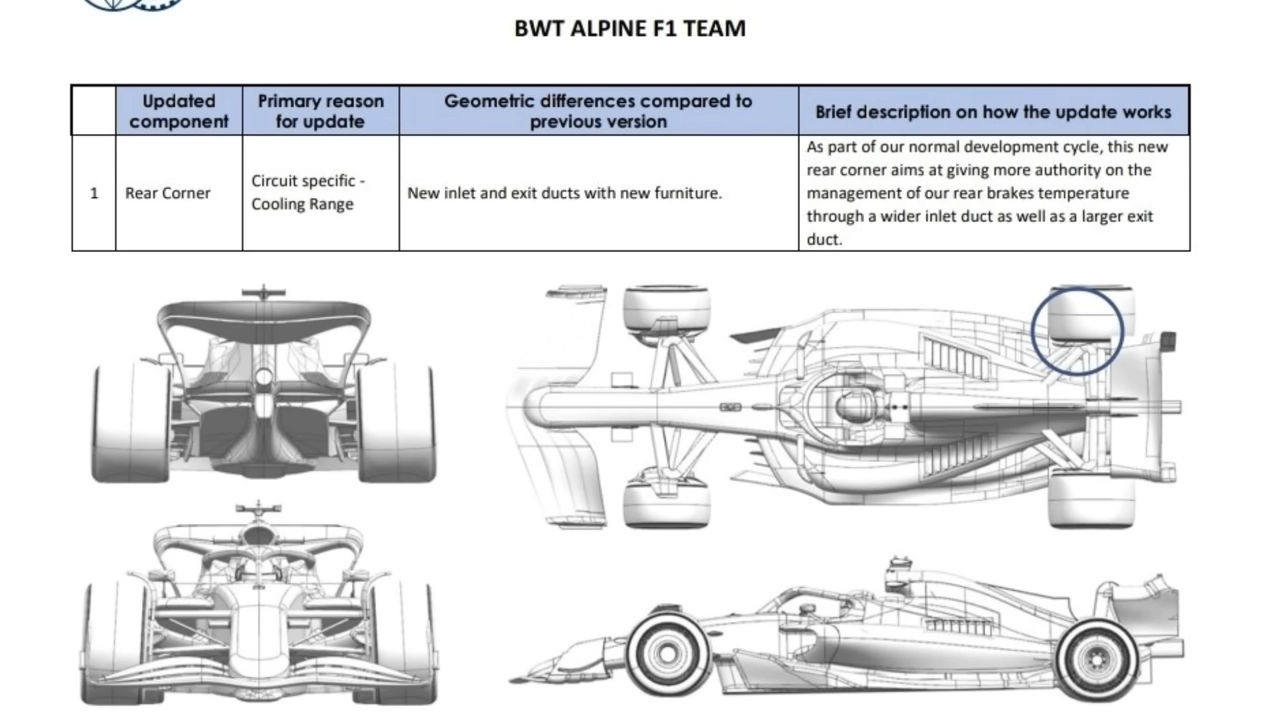 BWT ALPINE F1 TEAM
Updated component
Primary reason for update
Geometric differences compared to previous version
Brief description on how the update works
1
Rear Corner
Circuit specific -
Cooling Range
New inlet and exit ducts with new furniture.
As part of our normal development cycle, this new
rear corner aims at giving more authority on the
management of our rear brakes temperature
through a wider inlet duct as well as a larger exit
duct.